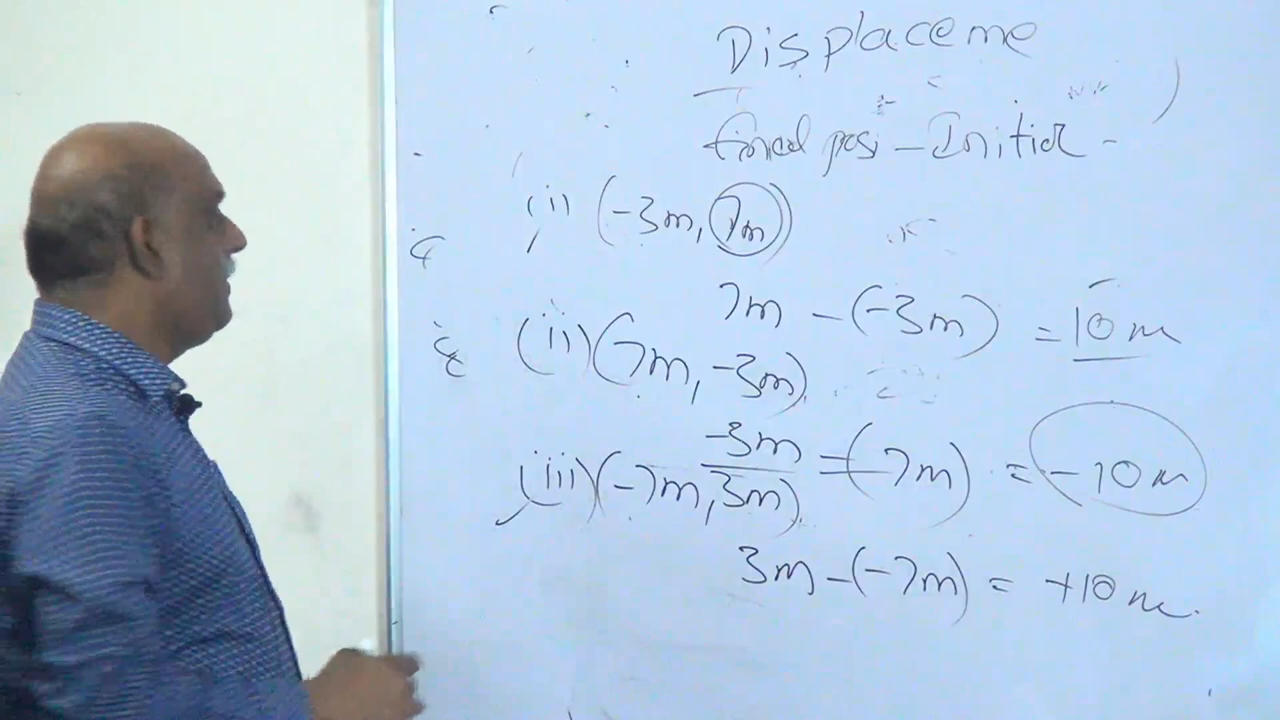 Displaceme
final posi - Initial -
(i) (-3m, 7m)
7m - (-3m) = 10m
(ii) (7m, -3m)
-3m - (7m) = -10m
(iii) (-7m, 3m)
3m - (-7m) = +10m